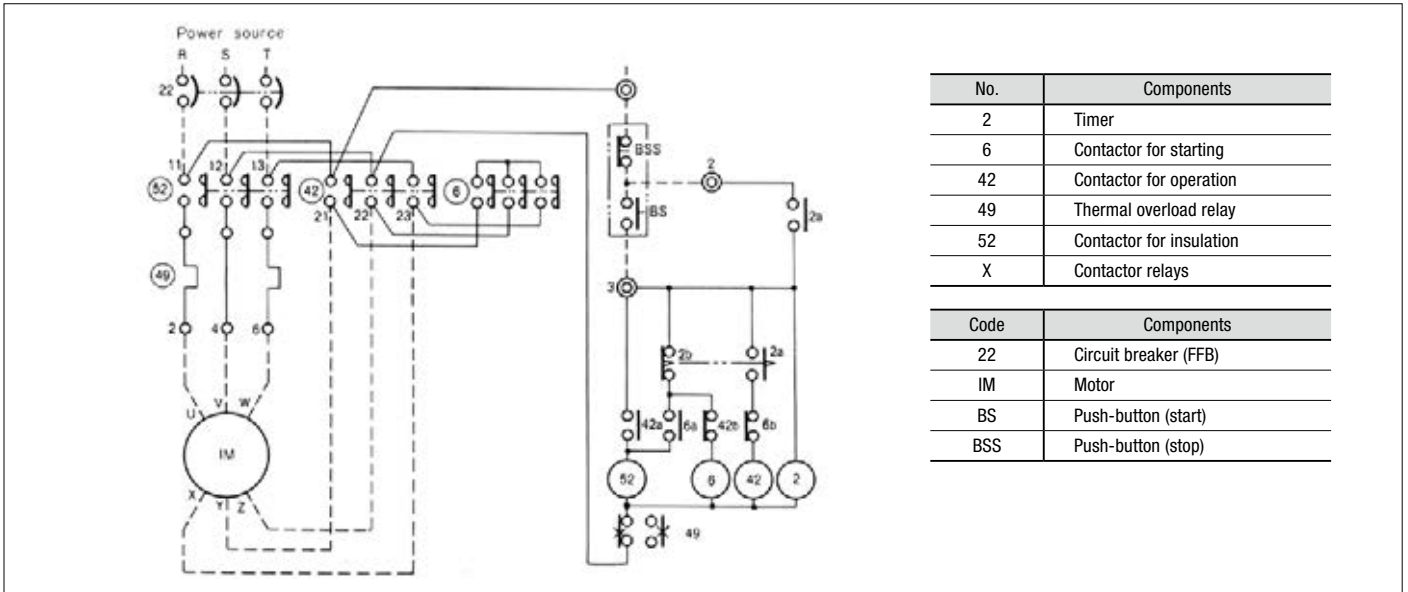 Power source
R S T
22
11 12 13
52 42 6
21 22 23
49
2 4 6
U V W
IM
X Y Z
BSS
2
BS
2a
3
2b 2a
42a 6a 42b 6b
52 6 42 2
49
No. Components
2 Timer
6 Contactor for starting
42 Contactor for operation
49 Thermal overload relay
52 Contactor for insulation
X Contactor relays
Code Components
22 Circuit breaker (FFB)
IM Motor
BS Push-button (start)
BSS Push-button (stop)